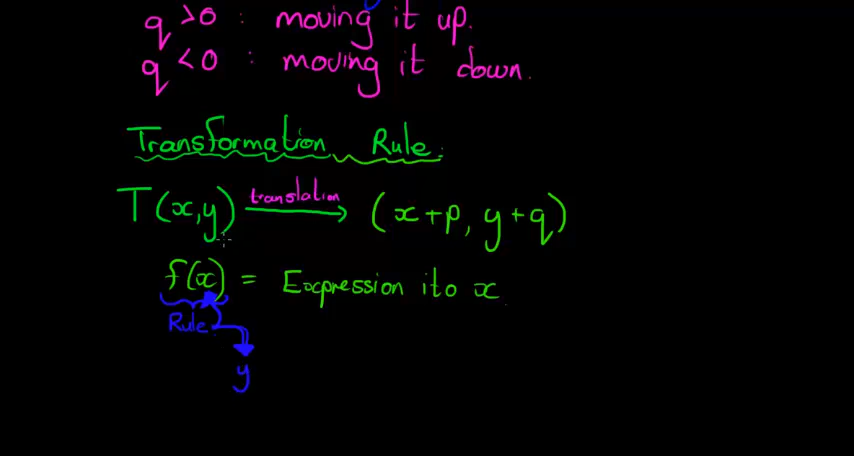 q >0 : moving it up.
q <0 : moving it down.
Transformation Rule:
T(x,y) translation (x+p, y+q)
f(x) = Expression ito x.
Rule
y